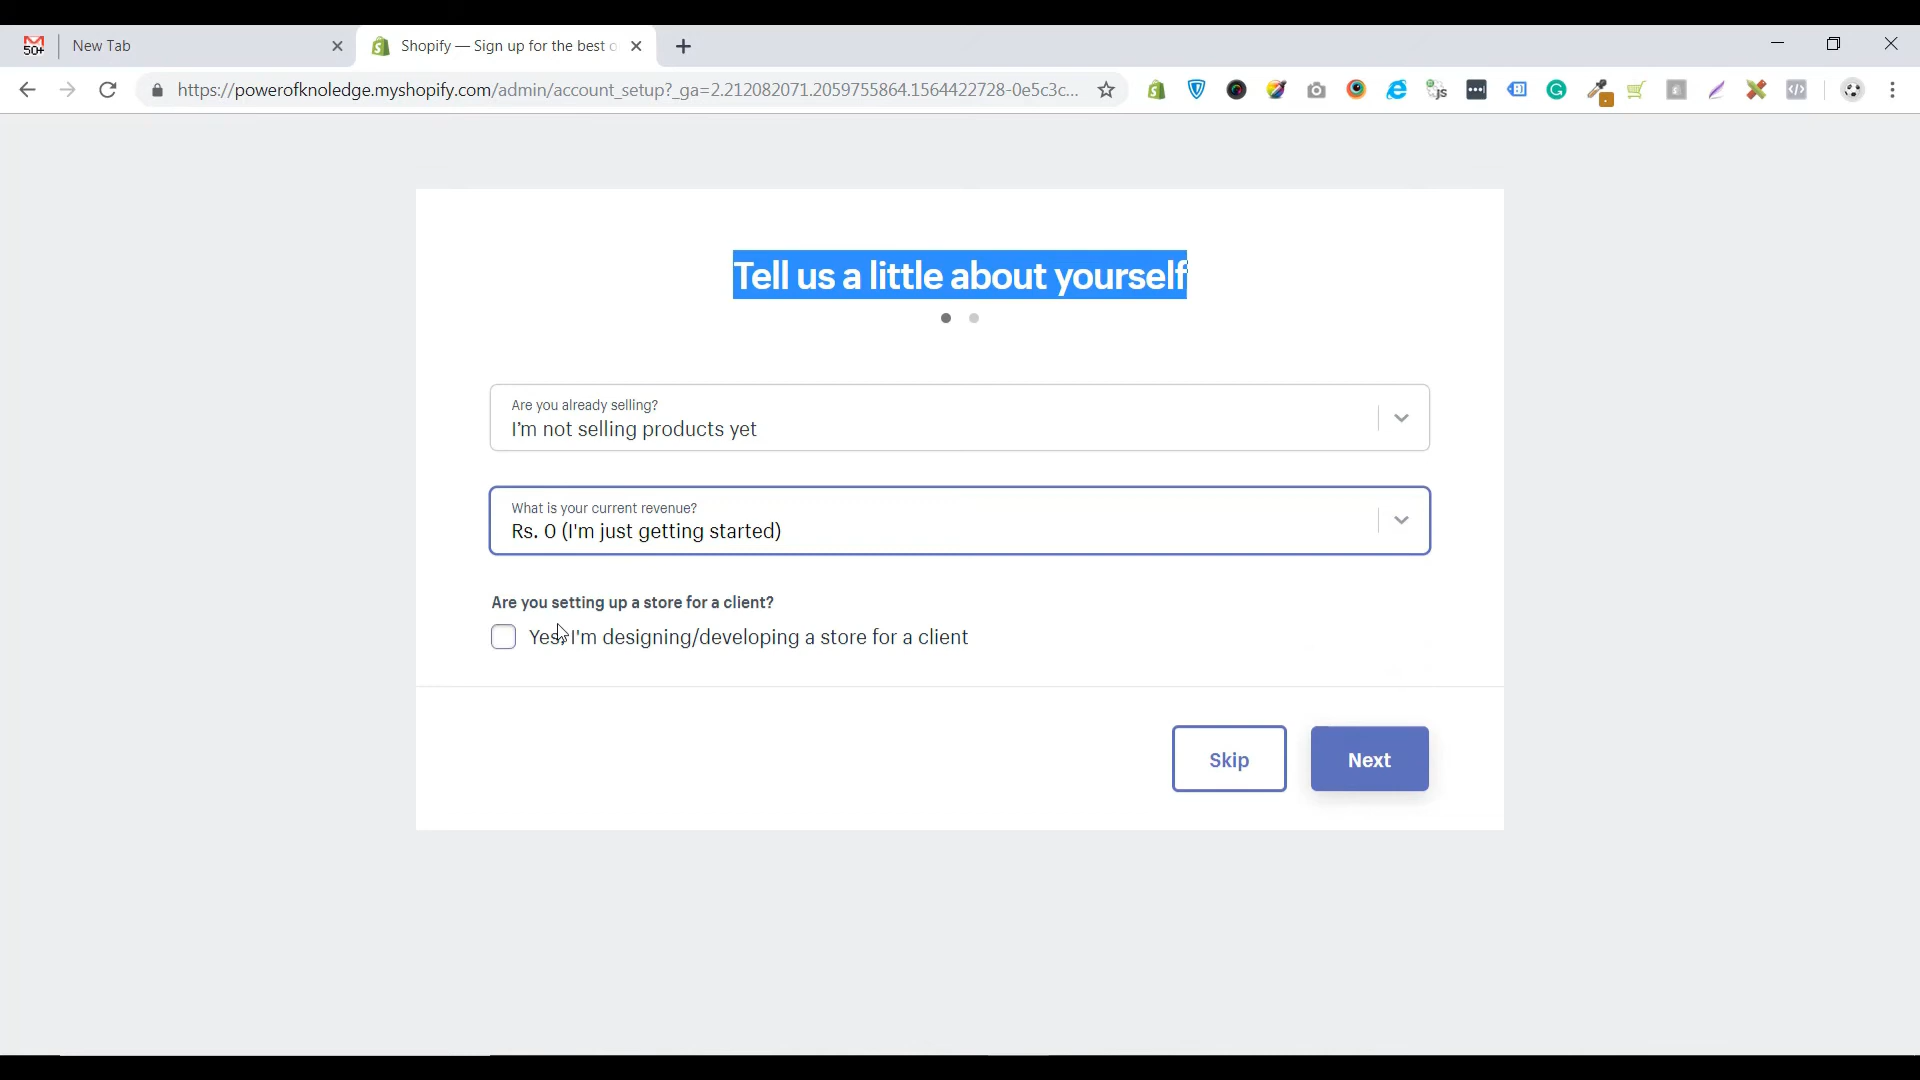 50+
New Tab
Shopify — Sign up for the best o
https://powerofknoledge.myshopify.com/admin/account_setup?_ga=2.212082071.2059755864.1564422728-0e5c3c...
Tell us a little about yourself
Are you already selling?
I'm not selling products yet
What is your current revenue?
Rs. 0 (I'm just getting started)
Are you setting up a store for a client?
Yes, I'm designing/developing a store for a client
Skip
Next